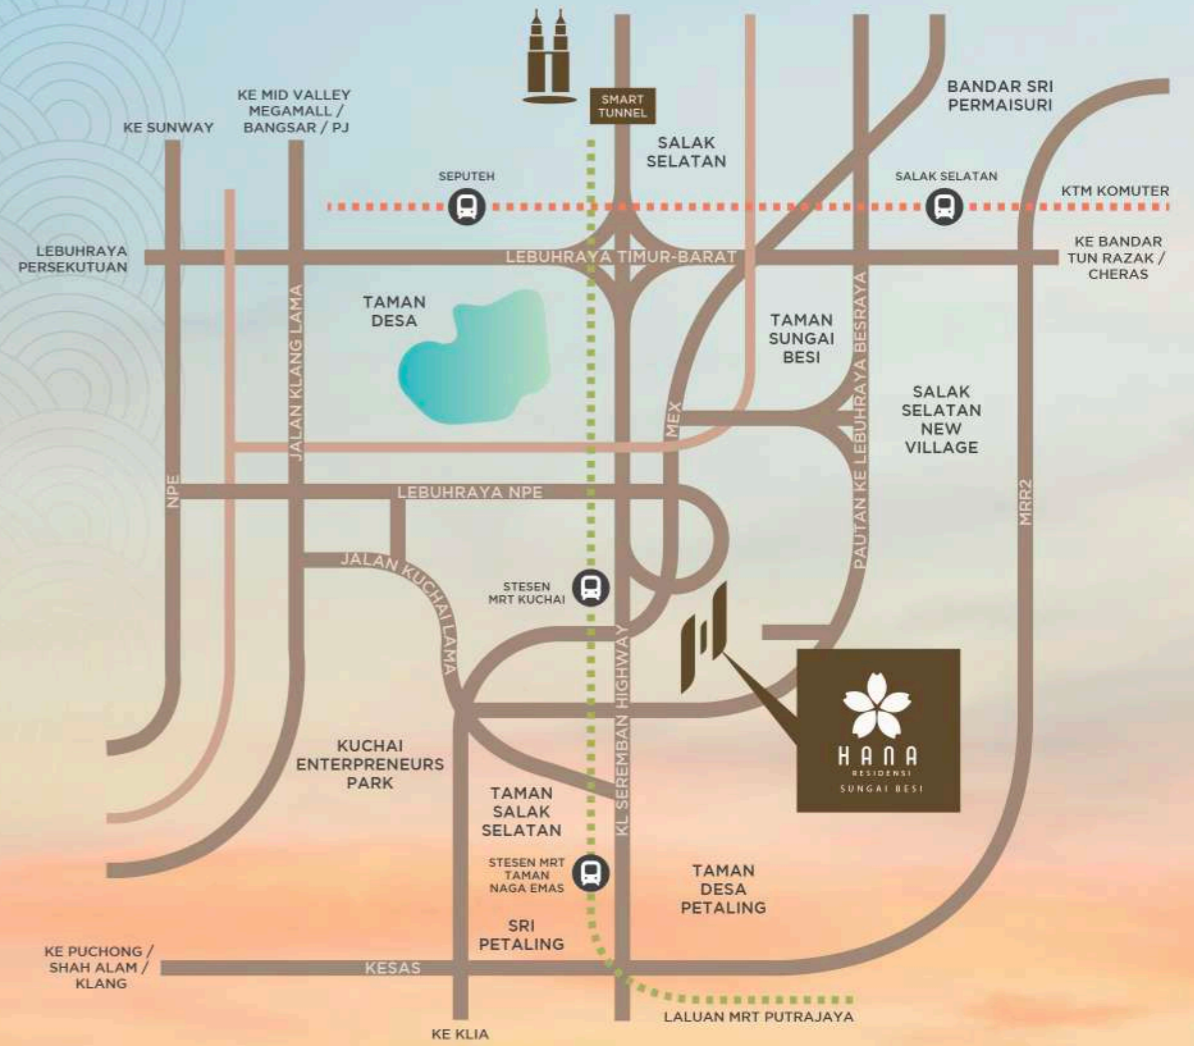 SMART
TUNNEL
KE MID VALLEY
MEGAMALL /
BANGSAR / PJ
KE SUNWAY
BANDAR SRI
PERMAISURI
SALAK
SELATAN
SEPUTEH
SALAK SELATAN
KTM KOMUTER
LEBUHRAYA
PERSEKUTUAN
LEBUHRAYA TIMUR-BARAT
KE BANDAR
TUN RAZAK /
CHERAS
TAMAN
DESA
TAMAN
SUNGAI
BESI
JALAN KLANG LAMA
PAUTAN KE LEBUHRAYA BESRAYA
SALAK
SELATAN
NEW
VILLAGE
MEX
NPE
LEBUHRAYA NPE
MRR2
JALAN KUCHAI LAMA
STESEN
MRT KUCHAI
KL SEREMBAN HIGHWAY
HANA
RESIDENSI
SUNGAI BESI
KUCHAI
ENTERPRENEURS
PARK
TAMAN
SALAK
SELATAN
STESEN MRT
TAMAN
NAGA EMAS
TAMAN
DESA
PETALING
SRI
PETALING
KE PUCHONG /
SHAH ALAM /
KLANG
KESAS
LALUAN MRT PUTRAJAYA
KE KLIA